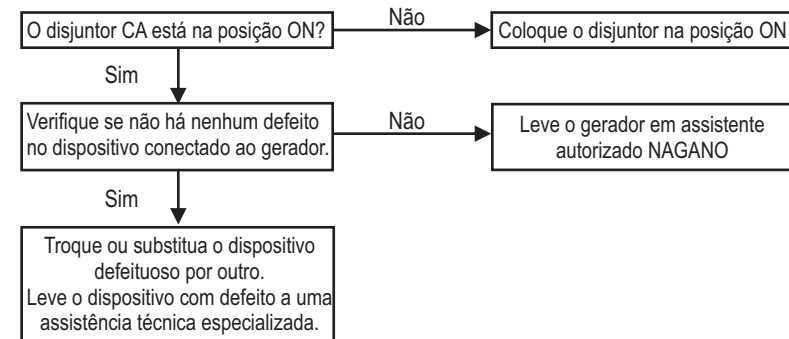 O disjuntor CA está na posição ON?
Não
Coloque o disjuntor na posição ON
Sim
Verifique se não há nenhum defeito
no dispositivo conectado ao gerador.
Não
Leve o gerador em assistente
autorizado NAGANO
Sim
Troque ou substitua o dispositivo
defeituoso por outro.
Leve o dispositivo com defeito a uma
assistência técnica especializada.